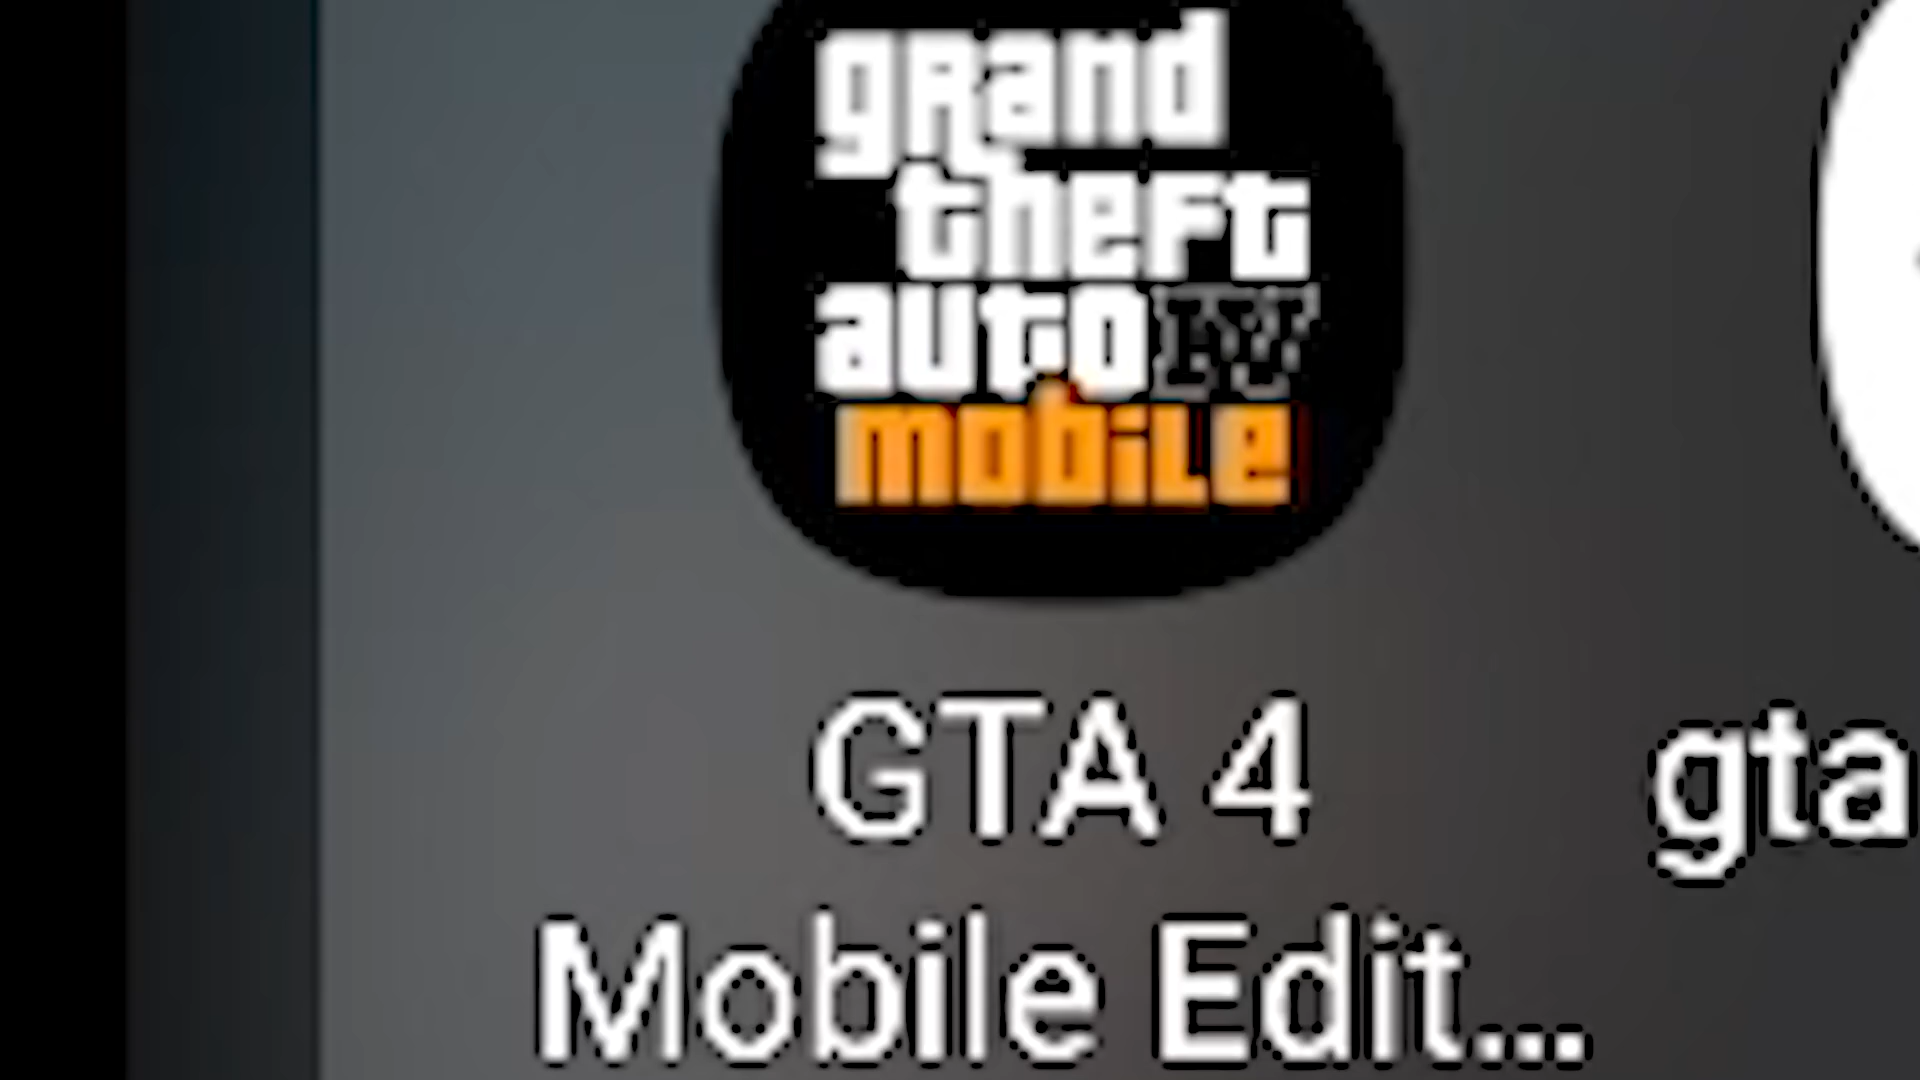 grand
theft
auto IV
mobile
GTA 4
Mobile Edit...
gta